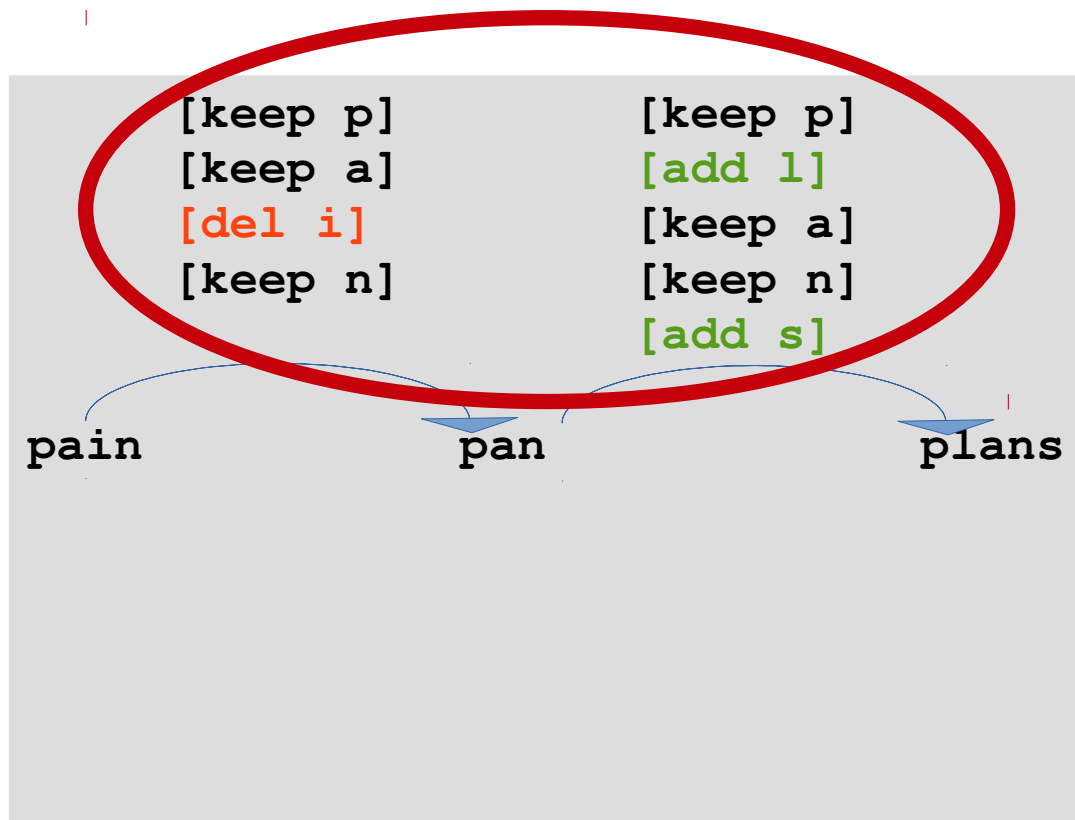 [keep p]
[keep a]
[del i]
[keep n]
[keep p]
[add l]
[keep a]
[keep n]
[add s]
pain
pan
plans